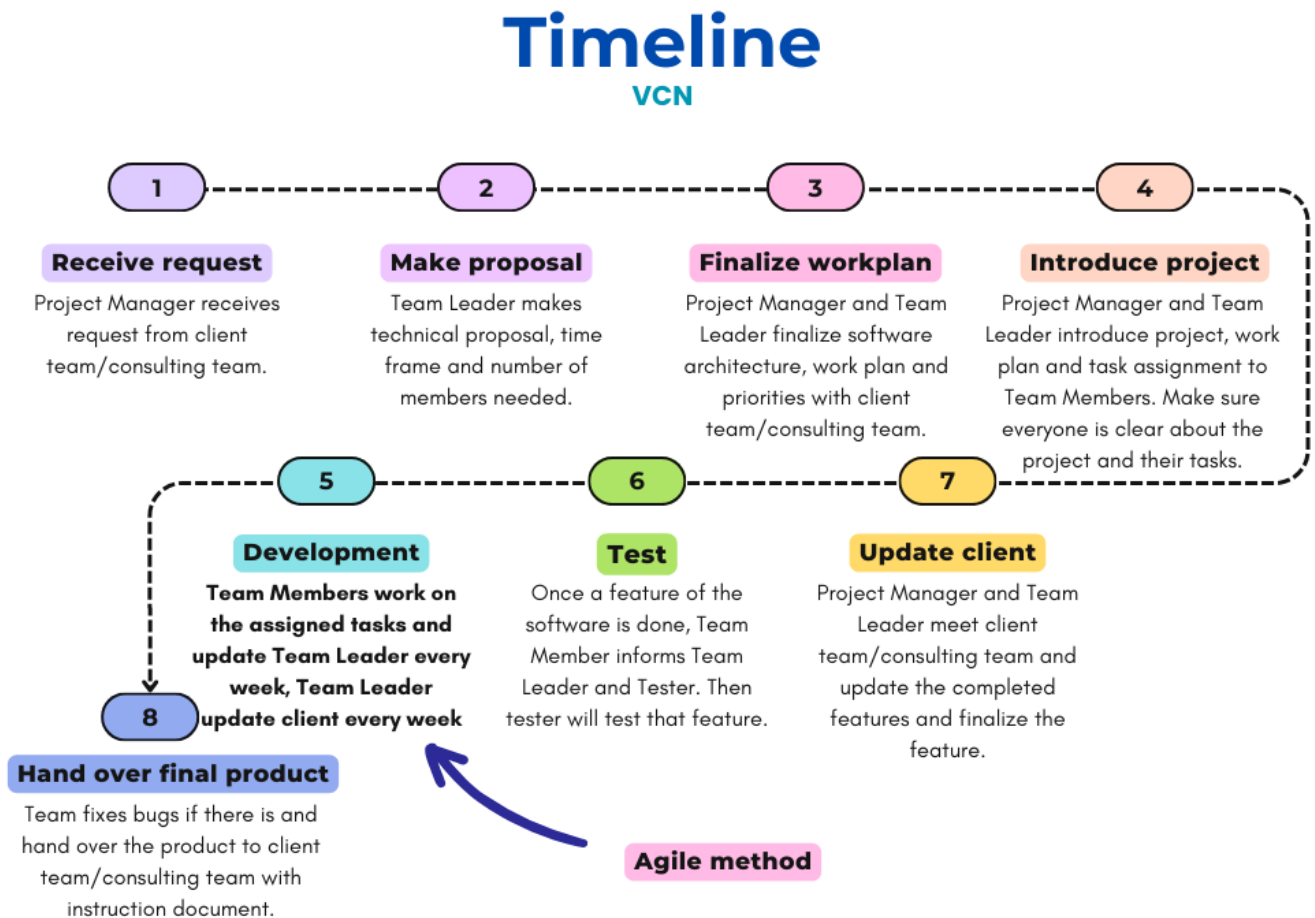 Timeline
VCN
1
2
3
4
Receive request
Project Manager receives
request from client
team/consulting team.
Make proposal
Team Leader makes
technical proposal, time
frame and number of
members needed.
Finalize workplan
Project Manager and Team
Leader finalize software
architecture, work plan and
priorities with client
team/consulting team.
Introduce project
Project Manager and Team
Leader introduce project, work
plan and task assignment to
Team Members. Make sure
everyone is clear about the
project and their tasks.
5
6
7
Development
Team Members work on
the assigned tasks and
update Team Leader every
week, Team Leader
update client every week
Test
Once a feature of the
software is done, Team
Member informs Team
Leader and Tester. Then
tester will test that feature.
Update client
Project Manager and Team
Leader meet client
team/consulting team and
update the completed
features and finalize the
feature.
8
Hand over final product
Team fixes bugs if there is and
hand over the product to client
team/consulting team with
instruction document.
Agile method